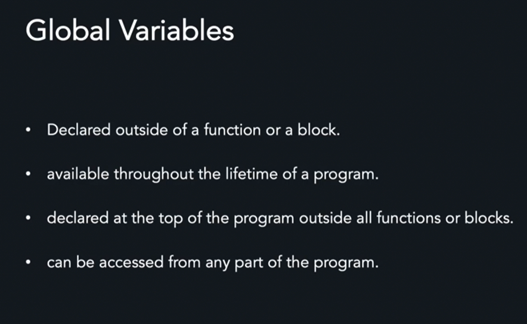 Global Variables
• Declared outside of a function or a block.
• available throughout the lifetime of a program.
• declared at the top of the program outside all functions or blocks.
• can be accessed from any part of the program.